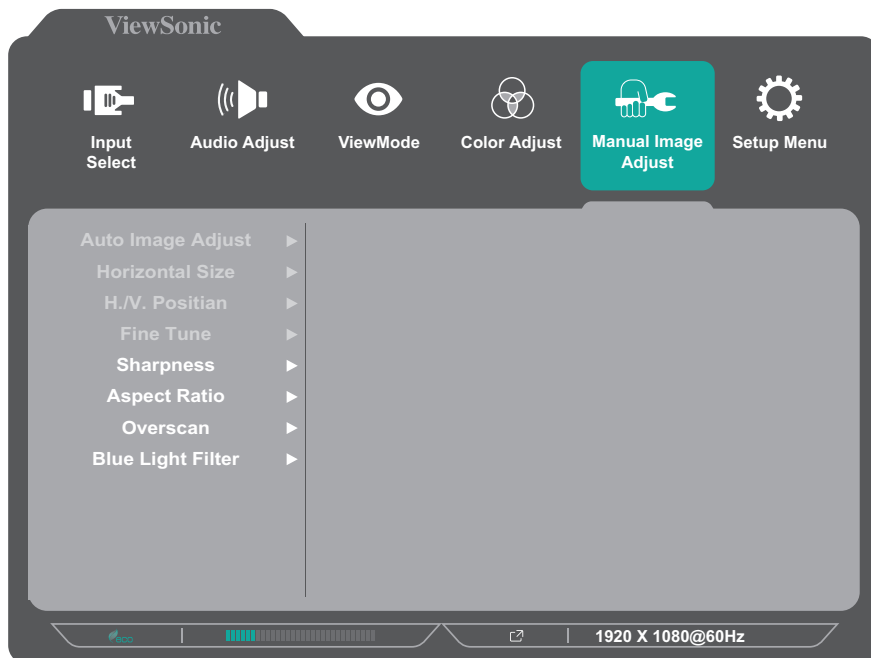 ViewSonic
Input
Select
Audio Adjust
ViewMode
Color Adjust
Manual Image
Adjust
Setup Menu
Auto Image Adjust
Horizontal Size
H./V. Positian
Fine Tune
Sharpness
Aspect Ratio
Overscan
Blue Light Filter
eco
1920 X 1080@60Hz